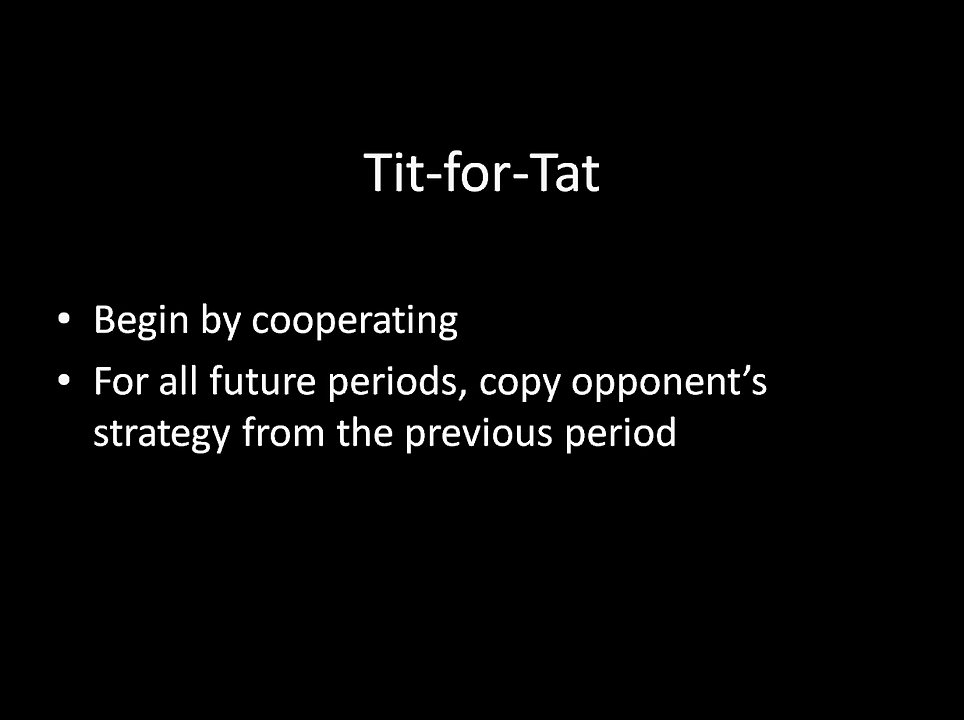 Tit-for-Tat
• Begin by cooperating
• For all future periods, copy opponent’s
strategy from the previous period